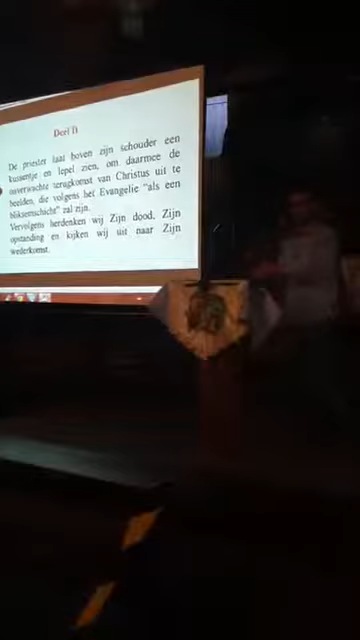 Deel B
De priester laat boven zijn schouder een
kussentje en lepel zien, om daarmee de
onverwachte terugkomst van Christus uit te
beelden, die volgens het Evangelie "als een
bliksemschicht" zal zijn.
Vervolgens herdenken wij Zijn dood, Zijn
opstanding en kijken wij uit naar Zijn
wederkomst.